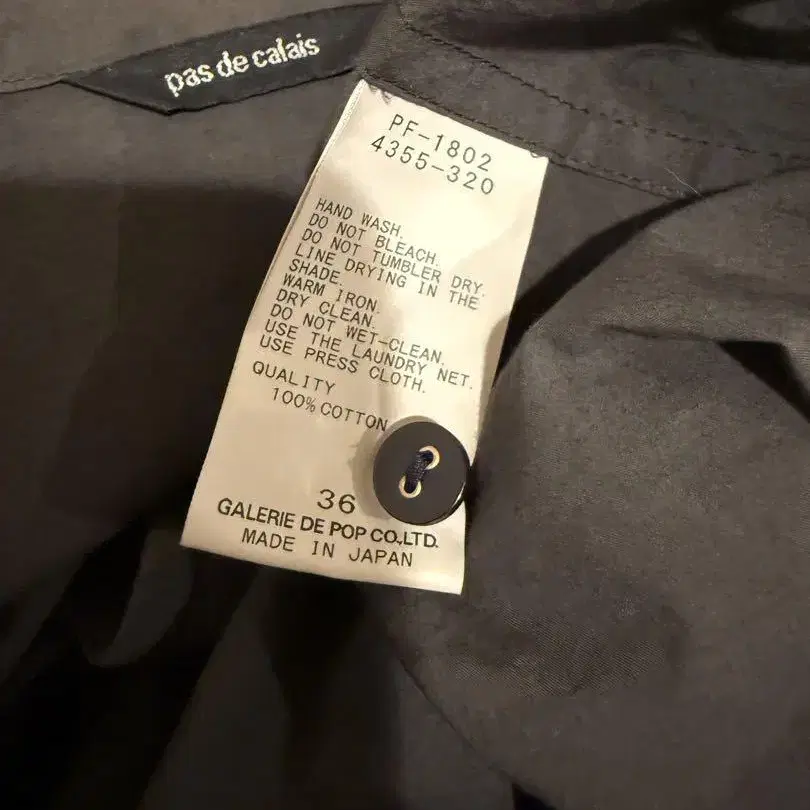 pas de calais
PF-1802
4355-320
HAND WASH.
DO NOT BLEACH.
DO NOT TUMBLER DRY.
LINE DRYING IN THE
SHADE.
WARM IRON.
DRY CLEAN.
DO NOT WET-CLEAN.
USE THE LAUNDRY NET.
USE PRESS CLOTH.
QUALITY
100% COTTON
36
GALERIE DE POP CO.,LTD.
MADE IN JAPAN